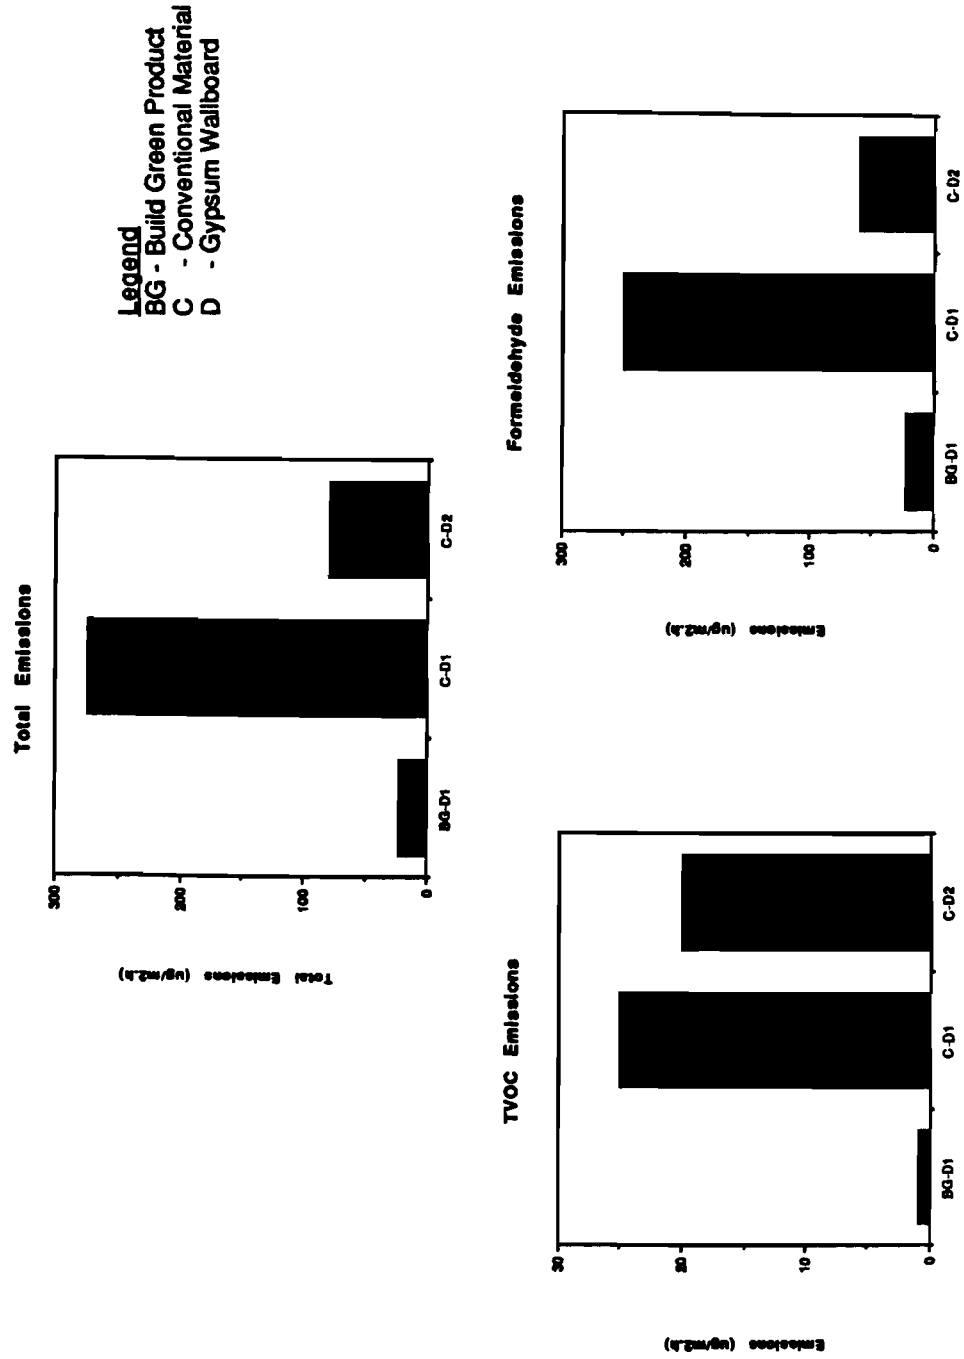 Total Emissions
Total Emissions (ug/m2.h)
300
200
100
0
BG-D1
C-D1
C-D2
Legend
BG - Build Green Product
C - Conventional Material
D - Gypsum Wallboard
TVOC Emissions
Emissions (ug/m2.h)
30
20
10
0
BG-D1
C-D1
C-D2
Formaldehyde Emissions
Emissions (ug/m2.h)
300
200
100
0
BG-D1
C-D1
C-D2